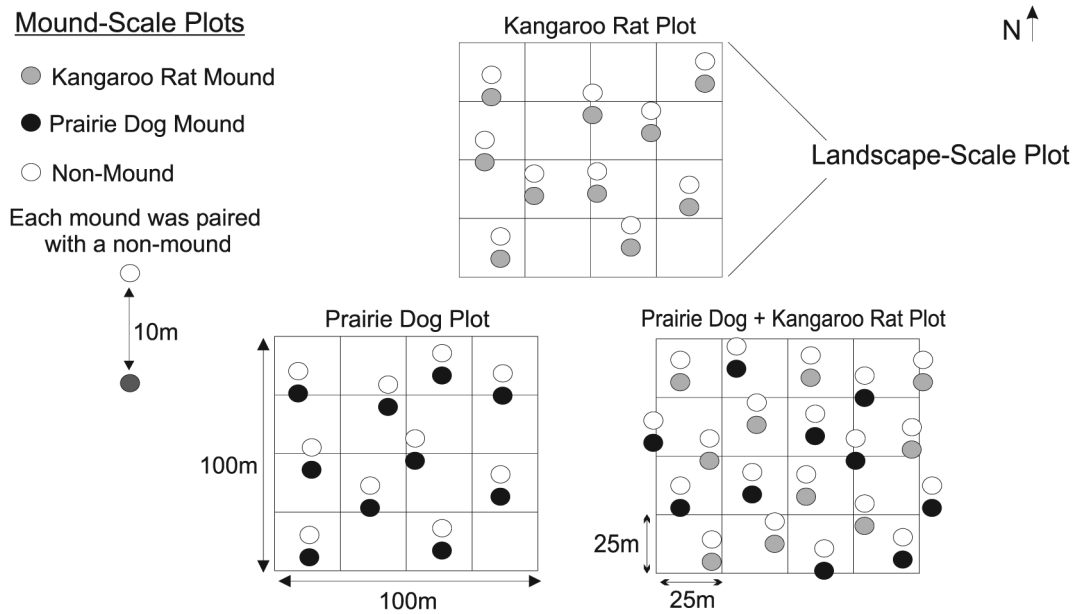 Mound-Scale Plots
Kangaroo Rat Mound
Prairie Dog Mound
Non-Mound
Each mound was paired
with a non-mound
10m
Kangaroo Rat Plot
N
Landscape-Scale Plot
Prairie Dog Plot
100m
100m
Prairie Dog + Kangaroo Rat Plot
25m
25m